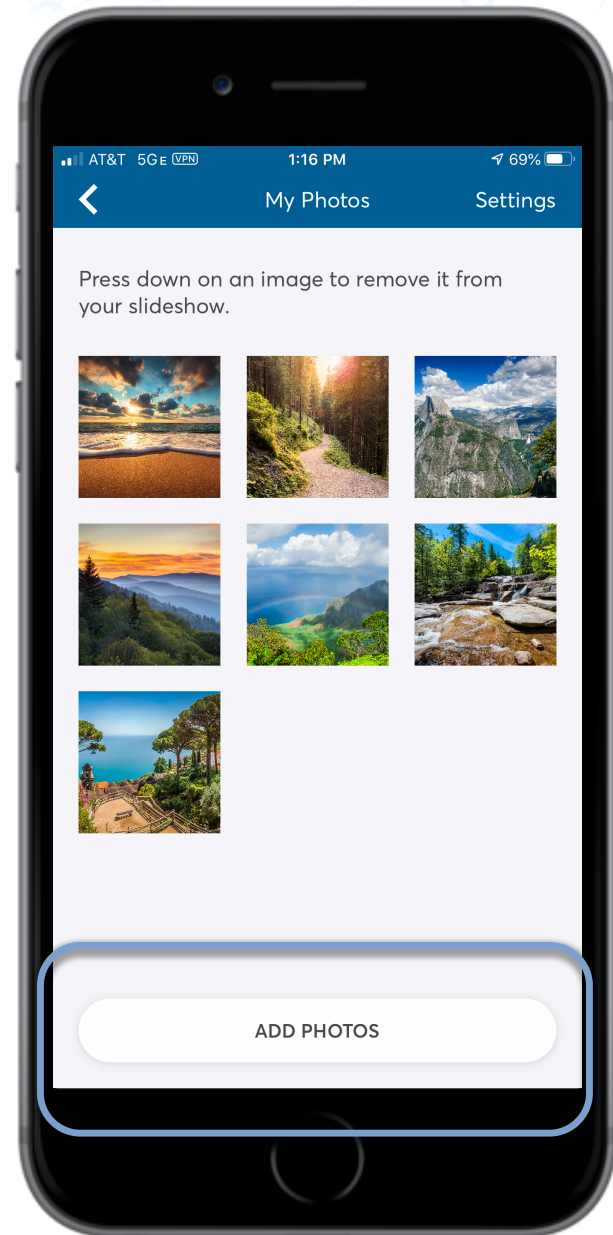 AT&T 5GE VPN 1:16 PM 69%
My Photos Settings
Press down on an image to remove it from
your slideshow.
ADD PHOTOS